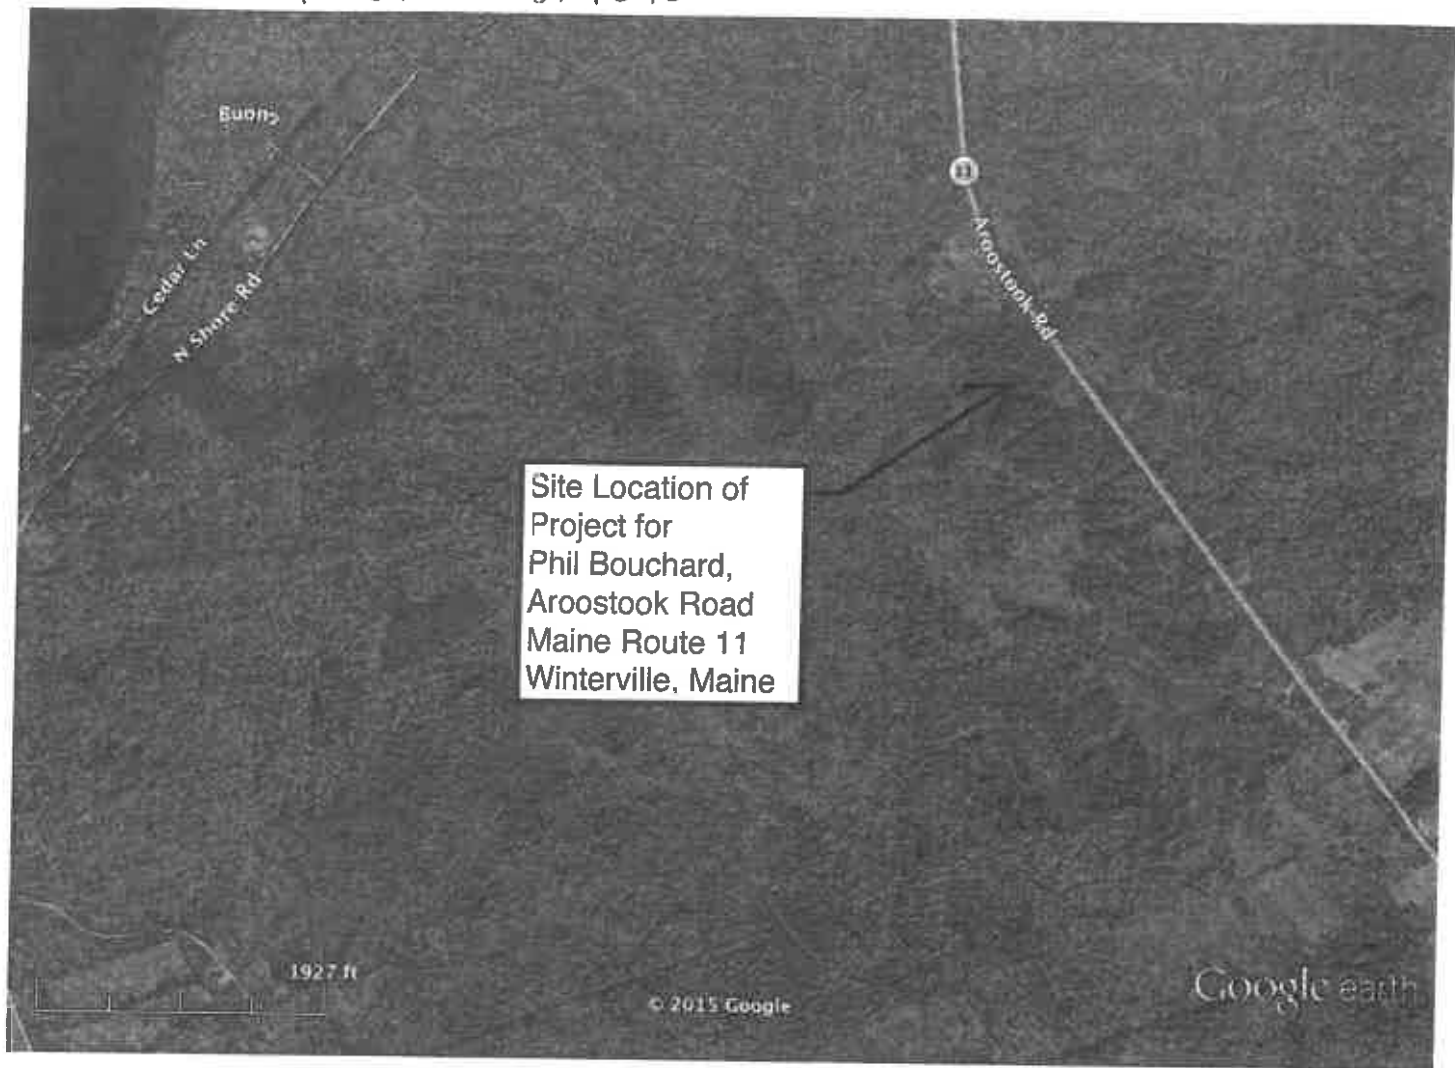 Cedar Ln
N Shore Rd
11
Aroostook Rd
Site Location of
Project for
Phil Bouchard,
Aroostook Road
Maine Route 11
Winterville, Maine
1927 ft
© 2015 Google
Google earth